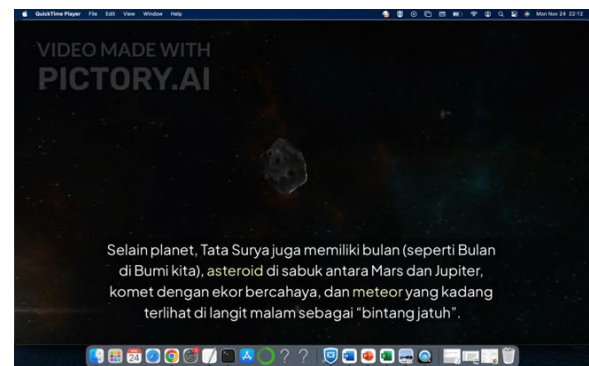 QuickTime Player File Edit View Window Help Mon Nov 24 22:12
VIDEO MADE WITH
PICTORY.AI
Selain planet, Tata Surya juga memiliki bulan (seperti Bulan
di Bumi kita), asteroid di sabuk antara Mars dan Jupiter,
komet dengan ekor bercahaya, dan meteor yang kadang
terlihat di langit malam sebagai “bintang jatuh”.
24